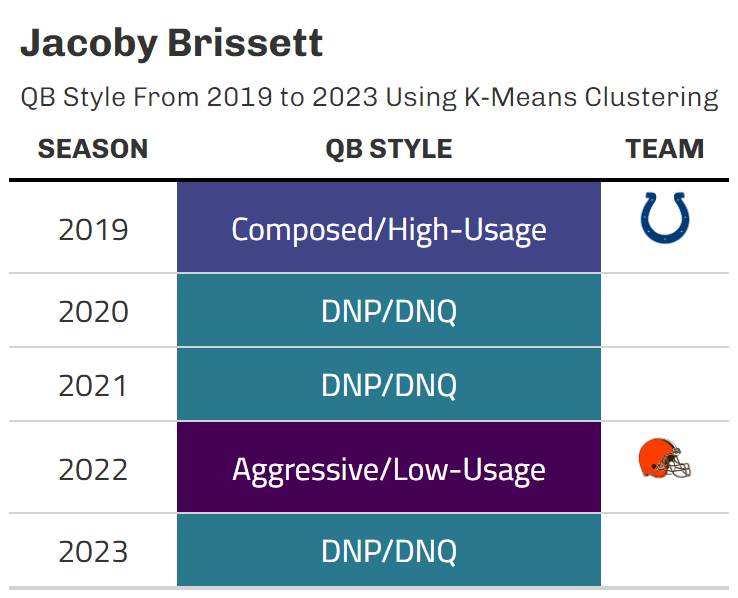 Jacoby Brissett
QB Style From 2019 to 2023 Using K-Means Clustering
SEASON QB STYLE TEAM
2019 Composed/High-Usage
2020 DNP/DNQ
2021 DNP/DNQ
2022 Aggressive/Low-Usage
2023 DNP/DNQ